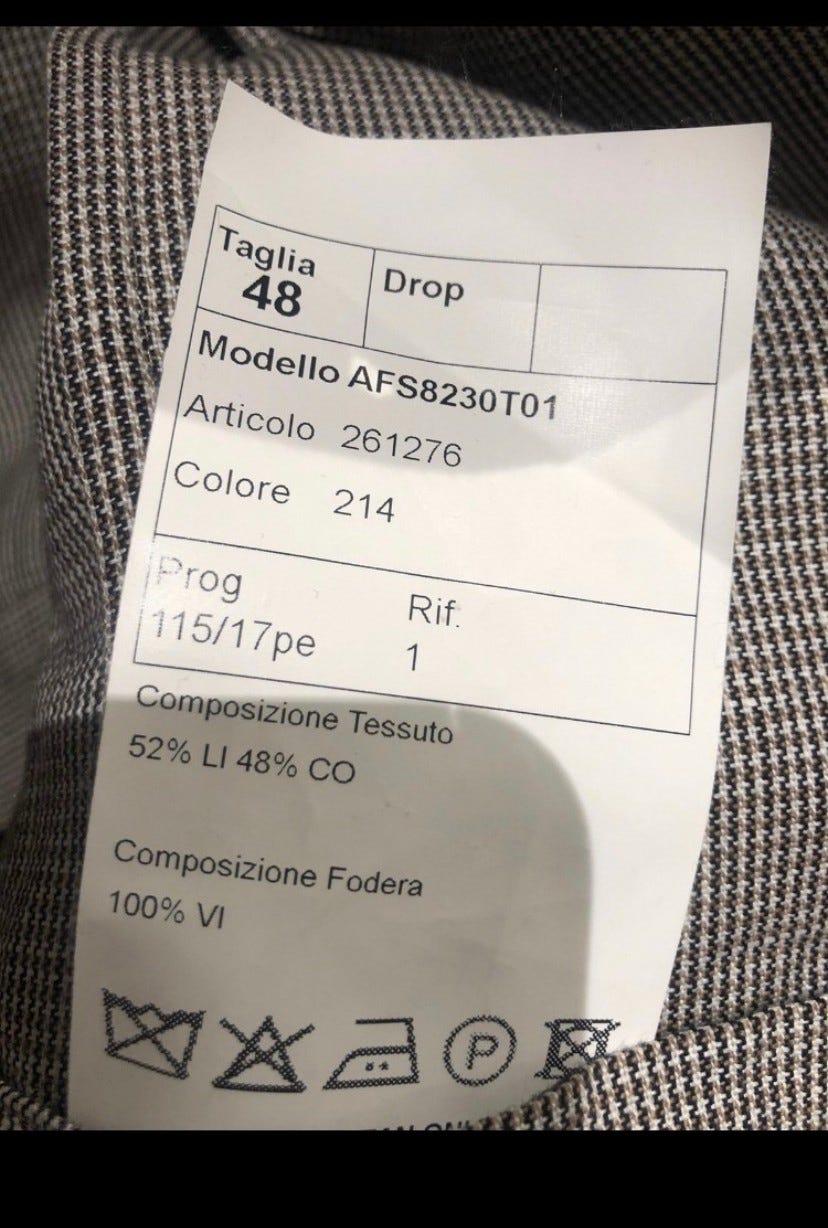 Taglia Drop
48
Modello AFS8230T01
Articolo 261276
Colore 214
Prog Rif.
115/17pe 1
Composizione Tessuto
52% LI 48% CO
Composizione Fodera
100% VI
P